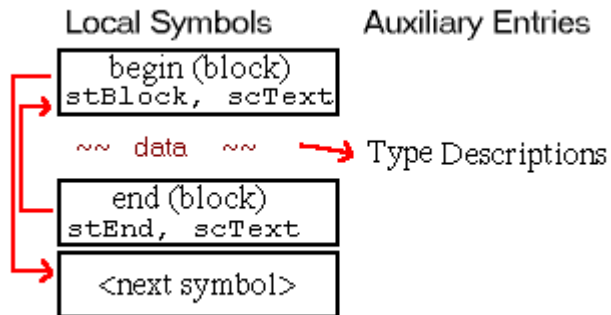 Local Symbols Auxiliary Entries
begin (block)
stBlock, scText
~~ data ~~ Type Descriptions
end (block)
stEnd, scText
<next symbol>